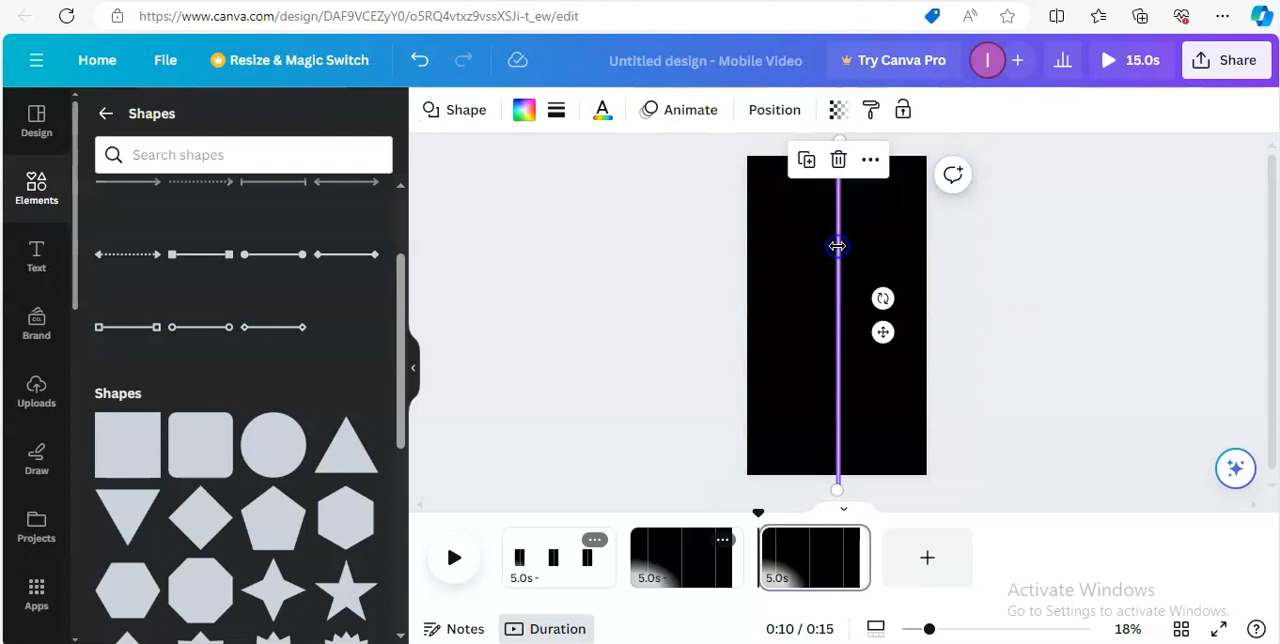 https://www.canva.com/design/DAF9VCEZyY0/o5RQ4vtxz9vssXSJi-t_ew/edit
Home
File
Resize & Magic Switch
Untitled design - Mobile Video
Try Canva Pro
I
15.0s
Share
Design
Elements
Text
Brand
Uploads
Draw
Projects
Apps
Shapes
Search shapes
Shapes
Shape
Animate
Position
5.0s -
5.0s -
5.0s
Notes
Duration
0:10 / 0:15
18%
Activate Windows
Go to Settings to activate Windows.